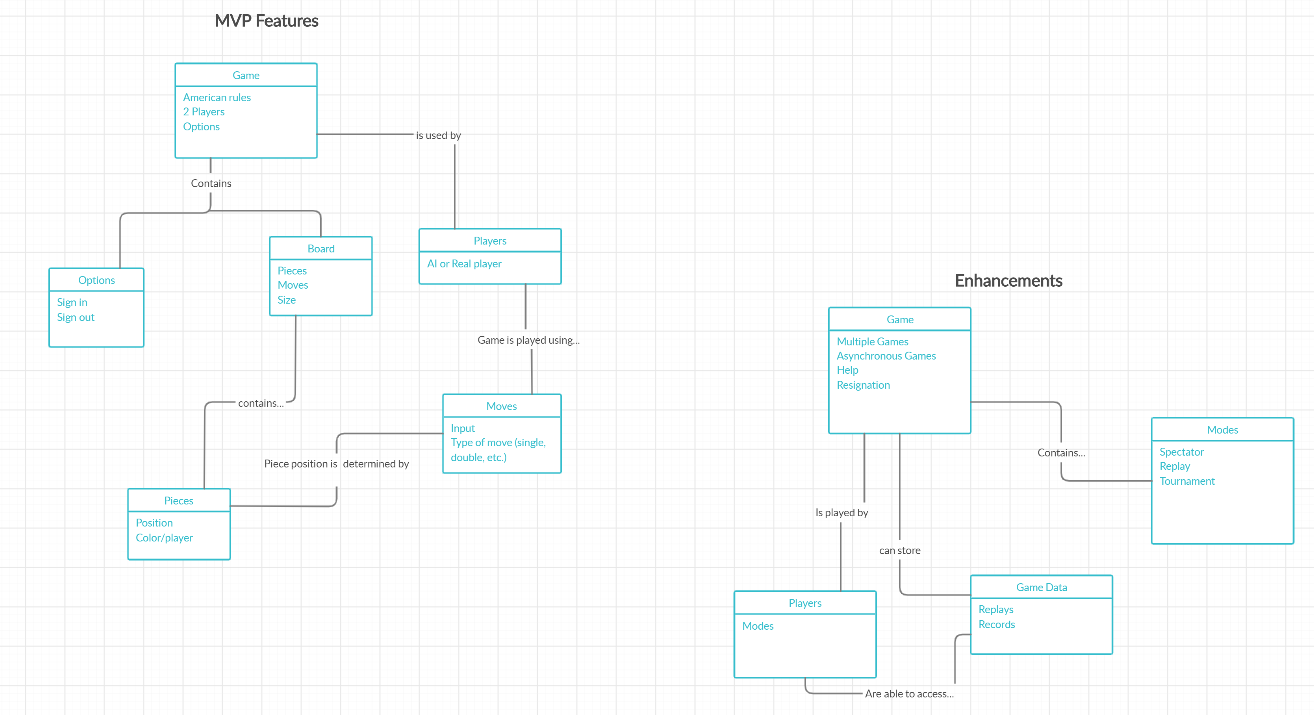 MVP Features
Game
American rules
2 Players
Options
is used by
Contains
Players
AI or Real player
Board
Pieces
Moves
Size
Options
Sign in
Sign out
Game is played using...
contains...
Moves
Input
Type of move (single,
double, etc.)
Piece position is determined by
Pieces
Position
Color/player
Enhancements
Game
Multiple Games
Asynchronous Games
Help
Resignation
Contains...
Modes
Spectator
Replay
Tournament
Is played by
can store
Game Data
Replays
Records
Players
Modes
Are able to access...